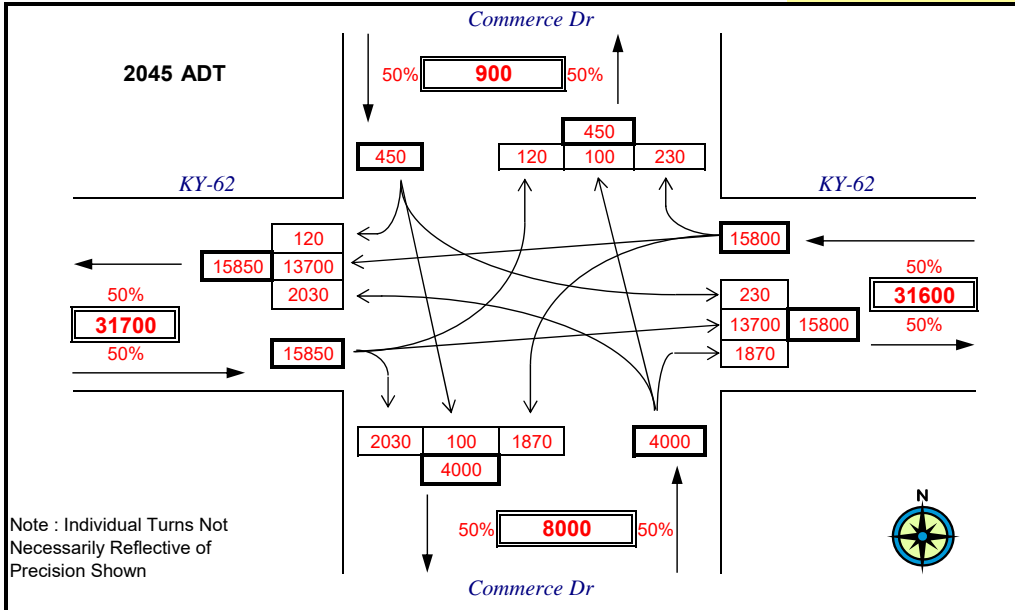 Commerce Dr
2045 ADT
50% 900 50%
450
450
120 100 230
KY-62
KY-62
120
15800
15850 13700
50%
50%
2030
230
31600
31700
13700 15800
50%
50%
15850
1870
2030 100 1870
4000
4000
N
Note : Individual Turns Not
Necessarily Reflective of
Precision Shown
50% 8000 50%
Commerce Dr